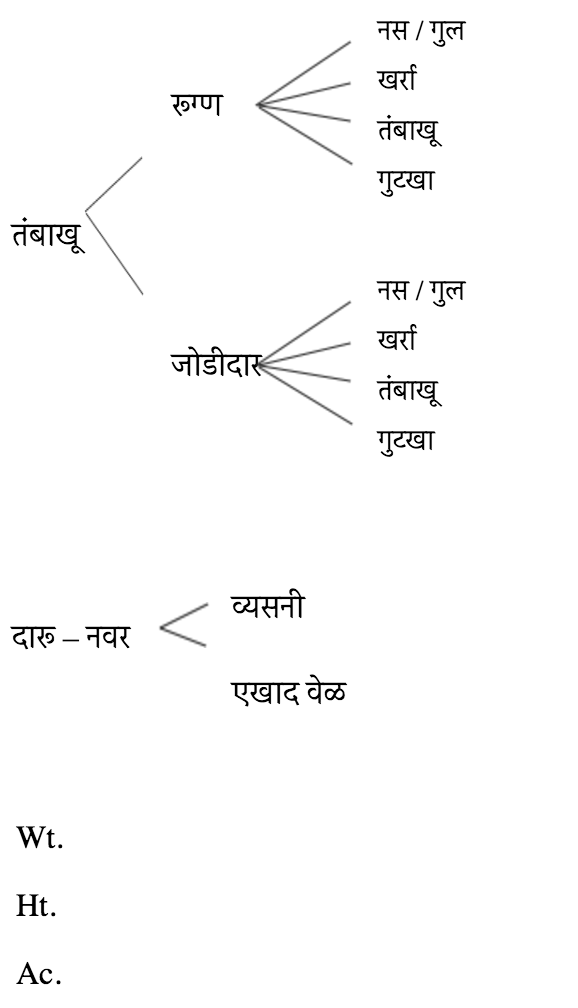 नस / गुल
खर्रा
रूग्ण
तंबाखू
गुटखा
तंबाखू
नस / गुल
खर्रा
जोडीदार
तंबाखू
गुटखा
व्यसनी
दारू – नवर
एखाद वेळ
Wt.
Ht.
Ac.